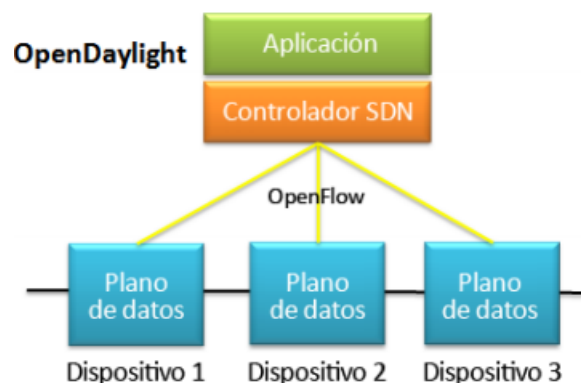 OpenDaylight
Aplicación
Controlador SDN
OpenFlow
Plano
de datos
Plano
de datos
Plano
de datos
Dispositivo 1
Dispositivo 2
Dispositivo 3